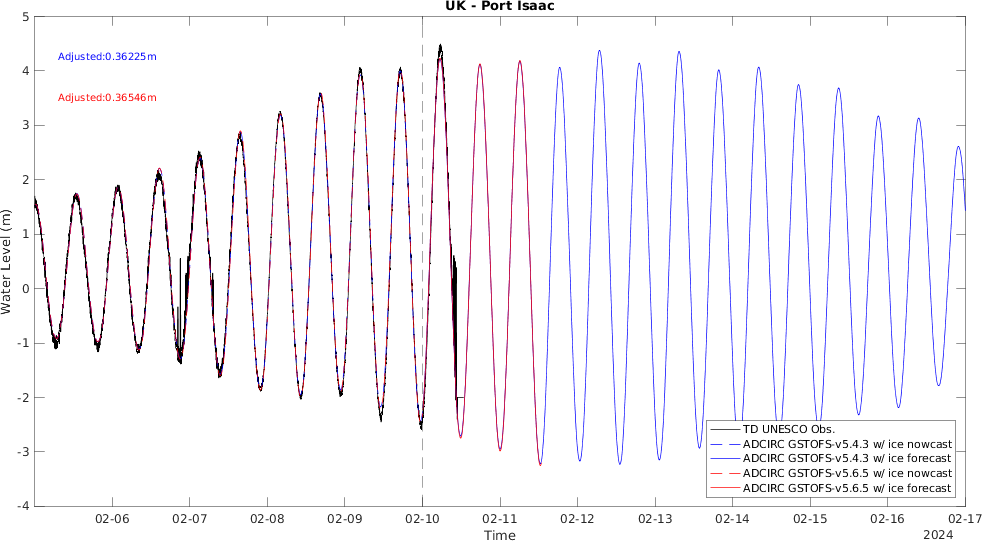 UK - Port Isaac
Adjusted:0.36225m
Adjusted:0.36546m
Water Level (m)
5
4
3
2
1
0
-1
-2
-3
-4
TD UNESCO Obs.
ADCIRC GSTOFS-v5.4.3 w/ ice nowcast
ADCIRC GSTOFS-v5.4.3 w/ ice forecast
ADCIRC GSTOFS-v5.6.5 w/ ice nowcast
ADCIRC GSTOFS-v5.6.5 w/ ice forecast
02-06 02-07 02-08 02-09 02-10 02-11 02-12 02-13 02-14 02-15 02-16 02-17
Time
2024